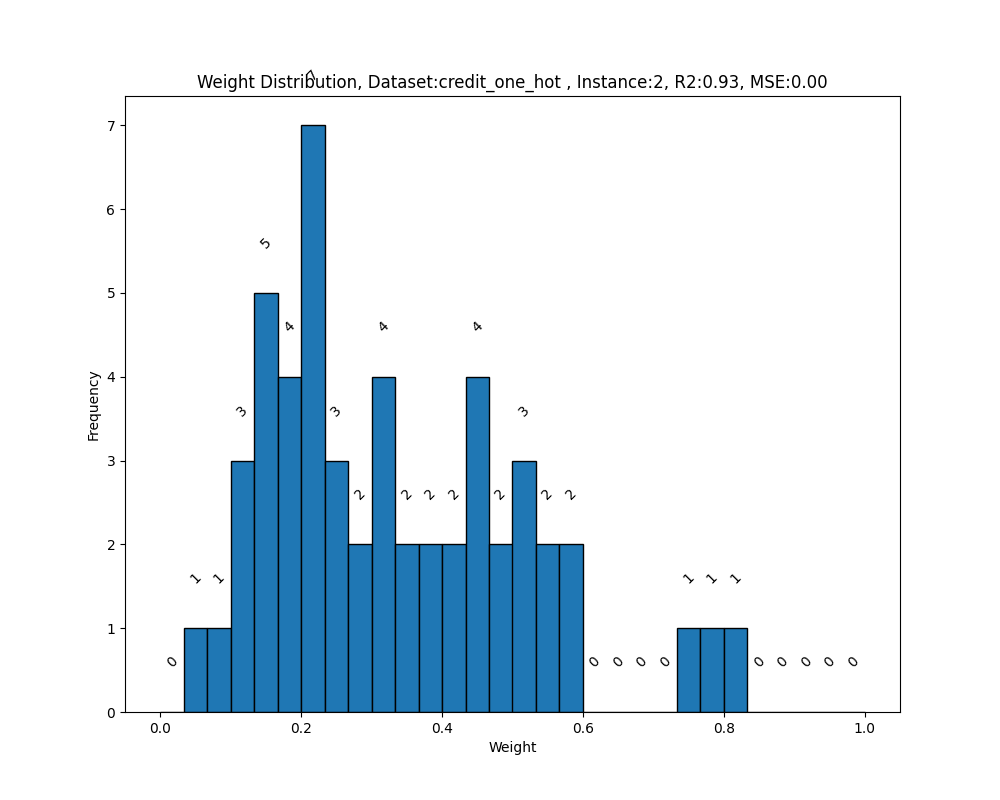 7
Weight Distribution, Dataset:credit_one_hot , Instance:2, R2:0.93, MSE:0.00
7
6
5
4
3
2
1
0
Frequency
0 1 1 3 5 4 3 2 4 2 2 2 4 2 3 2 2 0 0 0 0 1 1 1 0 0 0 0 0
0.0 0.2 0.4 0.6 0.8 1.0
Weight